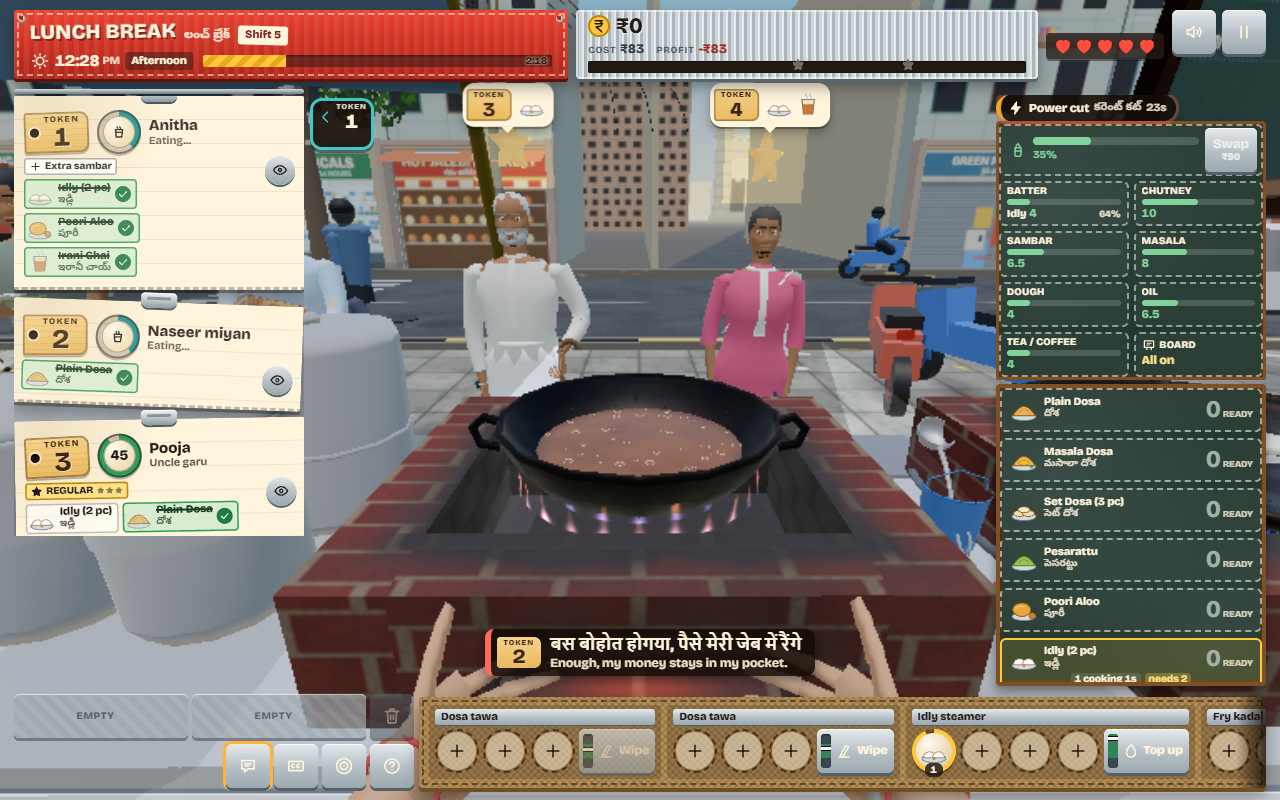 LUNCH BREAK లంచ్ బ్రేక్ Shift 5
12:28 PM Afternoon 2:18
₹ ₹0
COST ₹83 PROFIT -₹83
TOKEN 1
Anitha
Eating...
+ Extra sambar
Idly (2 pc)
ఇడ్లీ
Poori Aloo
పూరీ
Irani Chai
ఇరానీ చాయ్
TOKEN 2
Naseer miyan
Eating...
Plain Dosa
దోశ
TOKEN 3
45
Pooja
Uncle garu
REGULAR
Idly (2 pc)
ఇడ్లీ
Plain Dosa
దోశ
TOKEN 1
TOKEN 3
TOKEN 4
Power cut కరెంట్ కట్ 23s
35%
Swap
₹90
BATTER
Idly 4 64%
CHUTNEY
10
SAMBAR
6.5
MASALA
8
DOUGH
4
OIL
6.5
TEA / COFFEE
4
BOARD
All on
Plain Dosa
దోశ
0 READY
Masala Dosa
మసాలా దోశ
0 READY
Set Dosa (3 pc)
సెట్ దోశ
0 READY
Pesarattu
పెసరట్టు
0 READY
Poori Aloo
పూరీ
0 READY
Idly (2 pc)
ఇడ్లీ
0 READY
1 cooking 1s needs 2
TOKEN 2
बस बोहोत होगया, पैसे मेरी जेब में रैंगे
Enough, my money stays in my pocket.
EMPTY
EMPTY
CC
Dosa tawa
Wipe
Dosa tawa
Wipe
Idly steamer
1
Top up
Fry kadai